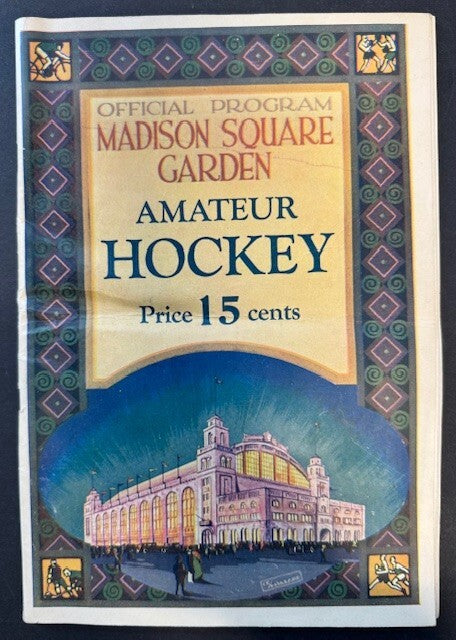 OFFICIAL PROGRAM
MADISON SQUARE
GARDEN
AMATEUR
HOCKEY
Price 15 cents